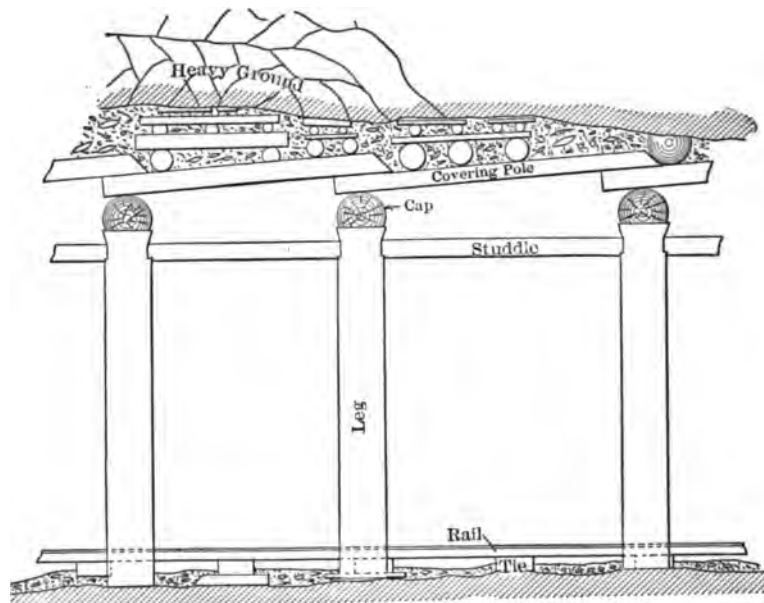 Heavy Ground
Covering Pole
Cap
Studdle
Leg
Rail
Tie